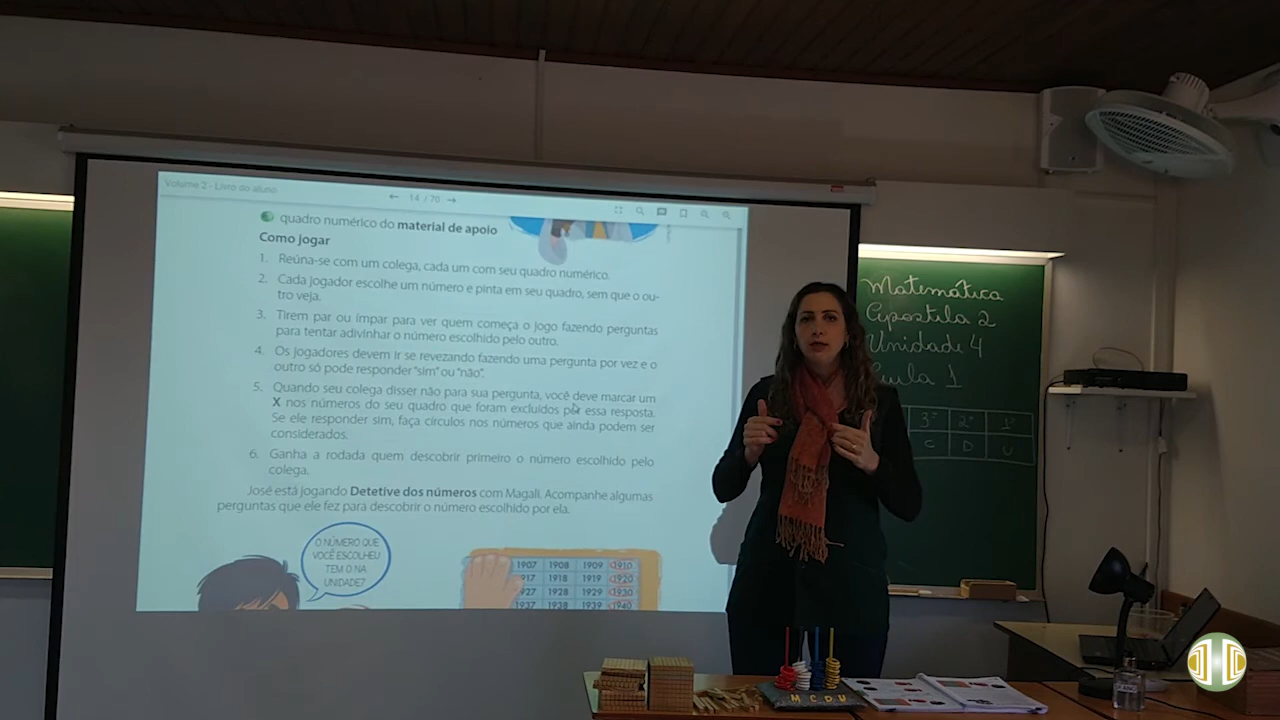 Volume 2 - Livro do aluno
14 / 70
quadro numérico do material de apoio
Como jogar
1. Reúna-se com um colega, cada um com seu quadro numérico.
2. Cada jogador escolhe um número e pinta em seu quadro, sem que o ou-
tro veja.
3. Tirem par ou ímpar para ver quem começa o jogo fazendo perguntas
para tentar adivinhar o número escolhido pelo outro.
4. Os jogadores devem ir se revezando fazendo uma pergunta por vez e o
outro só pode responder "sim" ou "não".
5. Quando seu colega disser não para sua pergunta, você deve marcar um
X nos números do seu quadro que foram excluídos por essa resposta.
Se ele responder sim, faça círculos nos números que ainda podem ser
considerados.
6. Ganha a rodada quem descobrir primeiro o número escolhido pelo
colega.
José está jogando Detetive dos números com Magali. Acompanhe algumas
perguntas que ele fez para descobrir o número escolhido por ela.
O NÚMERO QUE
VOCÊ ESCOLHEU
TEM 0 NA
UNIDADE?
1907 1908 1909 1910
917 1918 1919 1920
927 1928 1929 1930
1937 1938 1939 1940
Matemática
Apostila 2
Unidade 4
Aula 1
3ª 2ª 1ª
C D U
M C D U